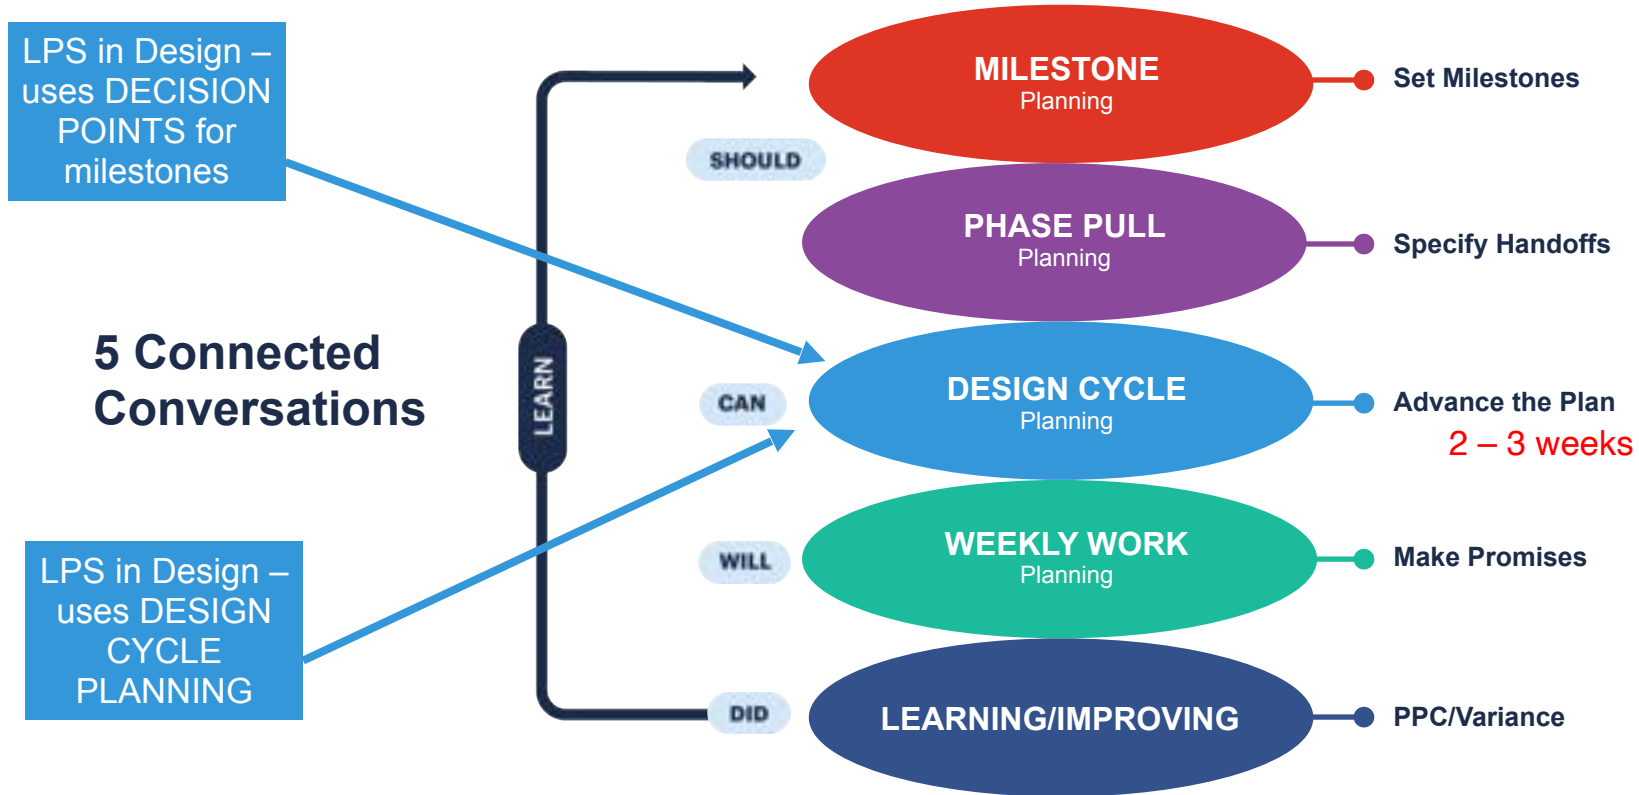 LPS in Design –
uses DECISION
POINTS for
milestones
MILESTONE
Planning
Set Milestones
SHOULD
PHASE PULL
Planning
Specify Handoffs
5 Connected
Conversations
LEARN
CAN
DESIGN CYCLE
Planning
Advance the Plan
2 – 3 weeks
LPS in Design –
uses DESIGN
CYCLE
PLANNING
WILL
WEEKLY WORK
Planning
Make Promises
DID
LEARNING/IMPROVING
PPC/Variance